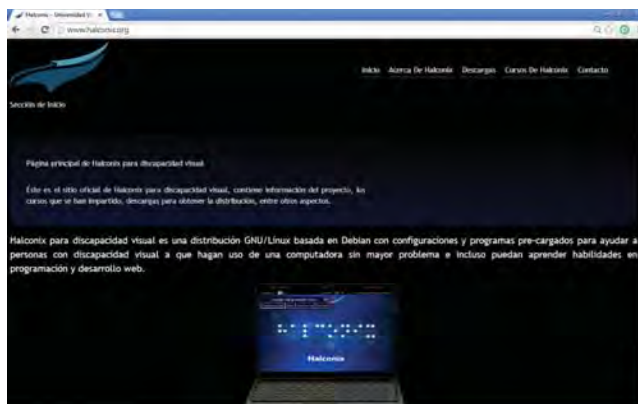 Halconix - Universidad V
www.halconix.org
Inicio Acerca De Halconix Descargas Cursos De Halconix Contacto
Sección de Inicio
Página principal de Halconix para discapacidad visual
Éste es el sitio oficial de Halconix para discapacidad visual, contiene información del proyecto, los
cursos que se han impartido, descargas para obtener la distribución, entre otros aspectos.
Halconix para discapacidad visual es una distribución GNU/Linux basada en Debian con configuraciones y programas pre-cargados para ayudar a
personas con discapacidad visual a que hagan uso de una computadora sin mayor problema e incluso puedan aprender habilidades en
programación y desarrollo web.
Halconix